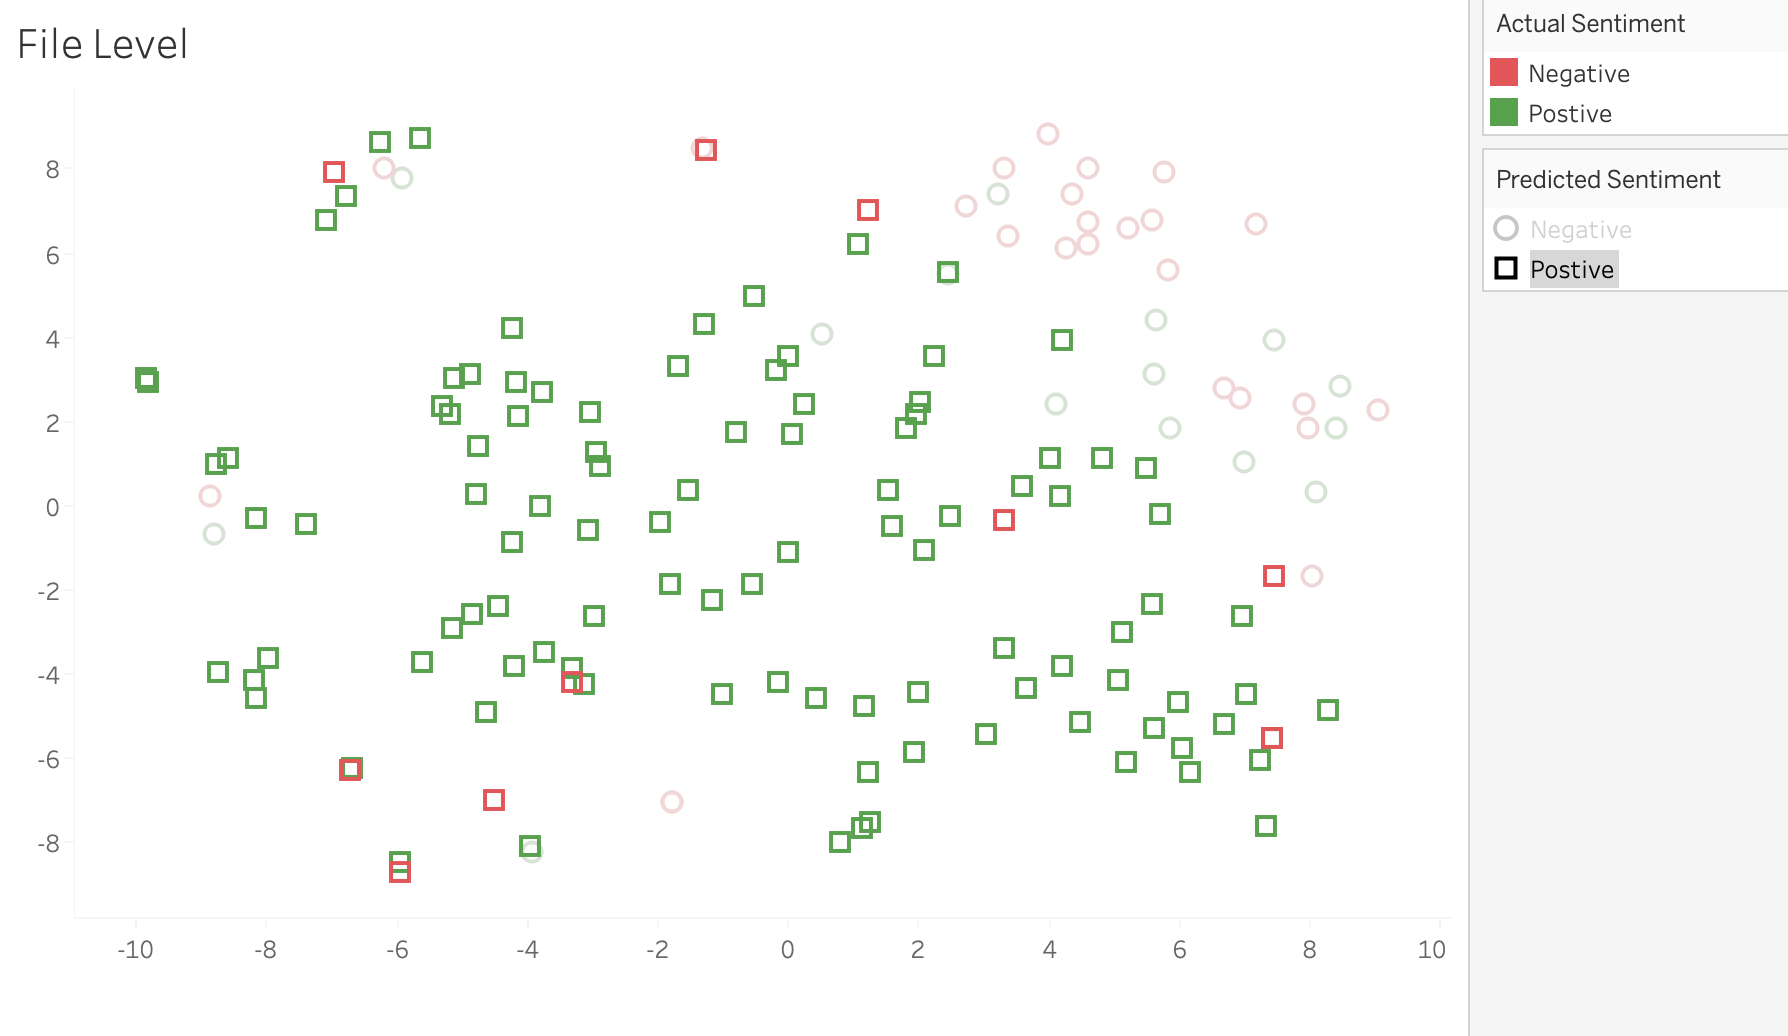 File Level
8
6
4
2
0
-2
-4
-6
-8
-10 -8 -6 -4 -2 0 2 4 6 8 10
Actual Sentiment
Negative
Postive
Predicted Sentiment
Negative
Postive